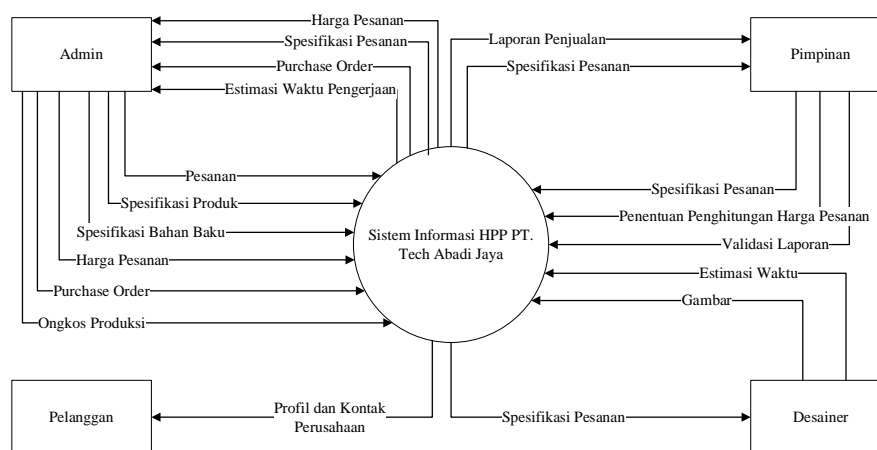 Admin
Harga Pesanan
Spesifikasi Pesanan
Purchase Order
Estimasi Waktu Pengerjaan
Laporan Penjualan
Spesifikasi Pesanan
Pimpinan
Pesanan
Spesifikasi Produk
Spesifikasi Bahan Baku
Harga Pesanan
Purchase Order
Ongkos Produksi
Sistem Informasi HPP PT.
Tech Abadi Jaya
Spesifikasi Pesanan
Penentuan Penghitungan Harga Pesanan
Validasi Laporan
Estimasi Waktu
Gambar
Pelanggan
Profil dan Kontak
Perusahaan
Spesifikasi Pesanan
Desainer